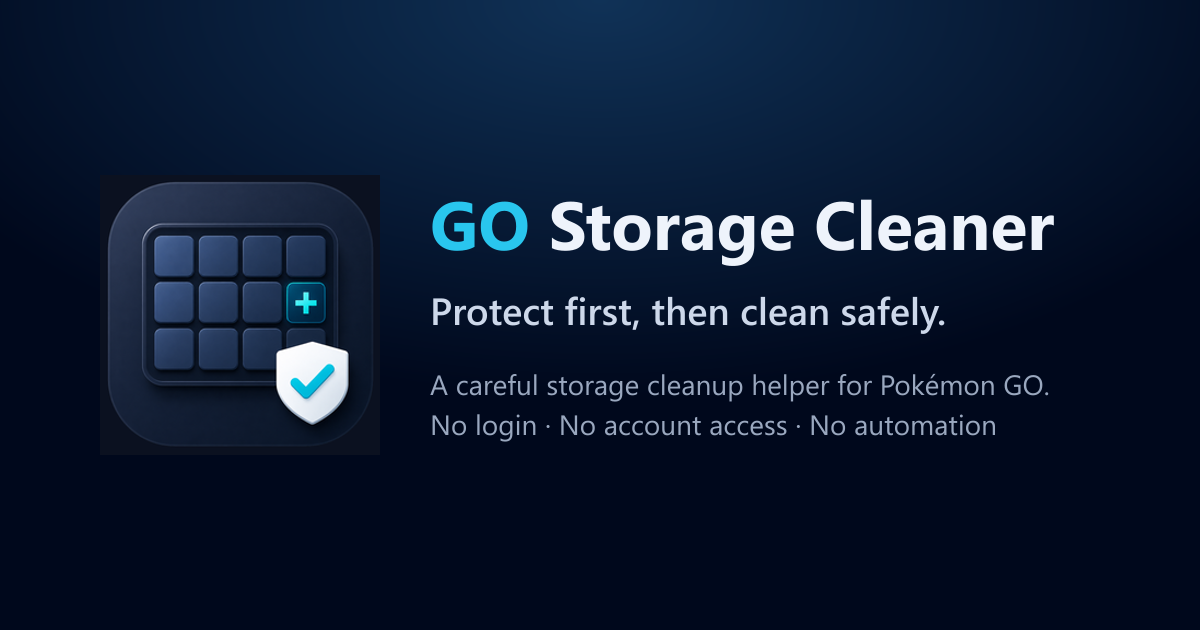 GO Storage Cleaner
Protect first, then clean safely.
A careful storage cleanup helper for Pokémon GO.
No login · No account access · No automation